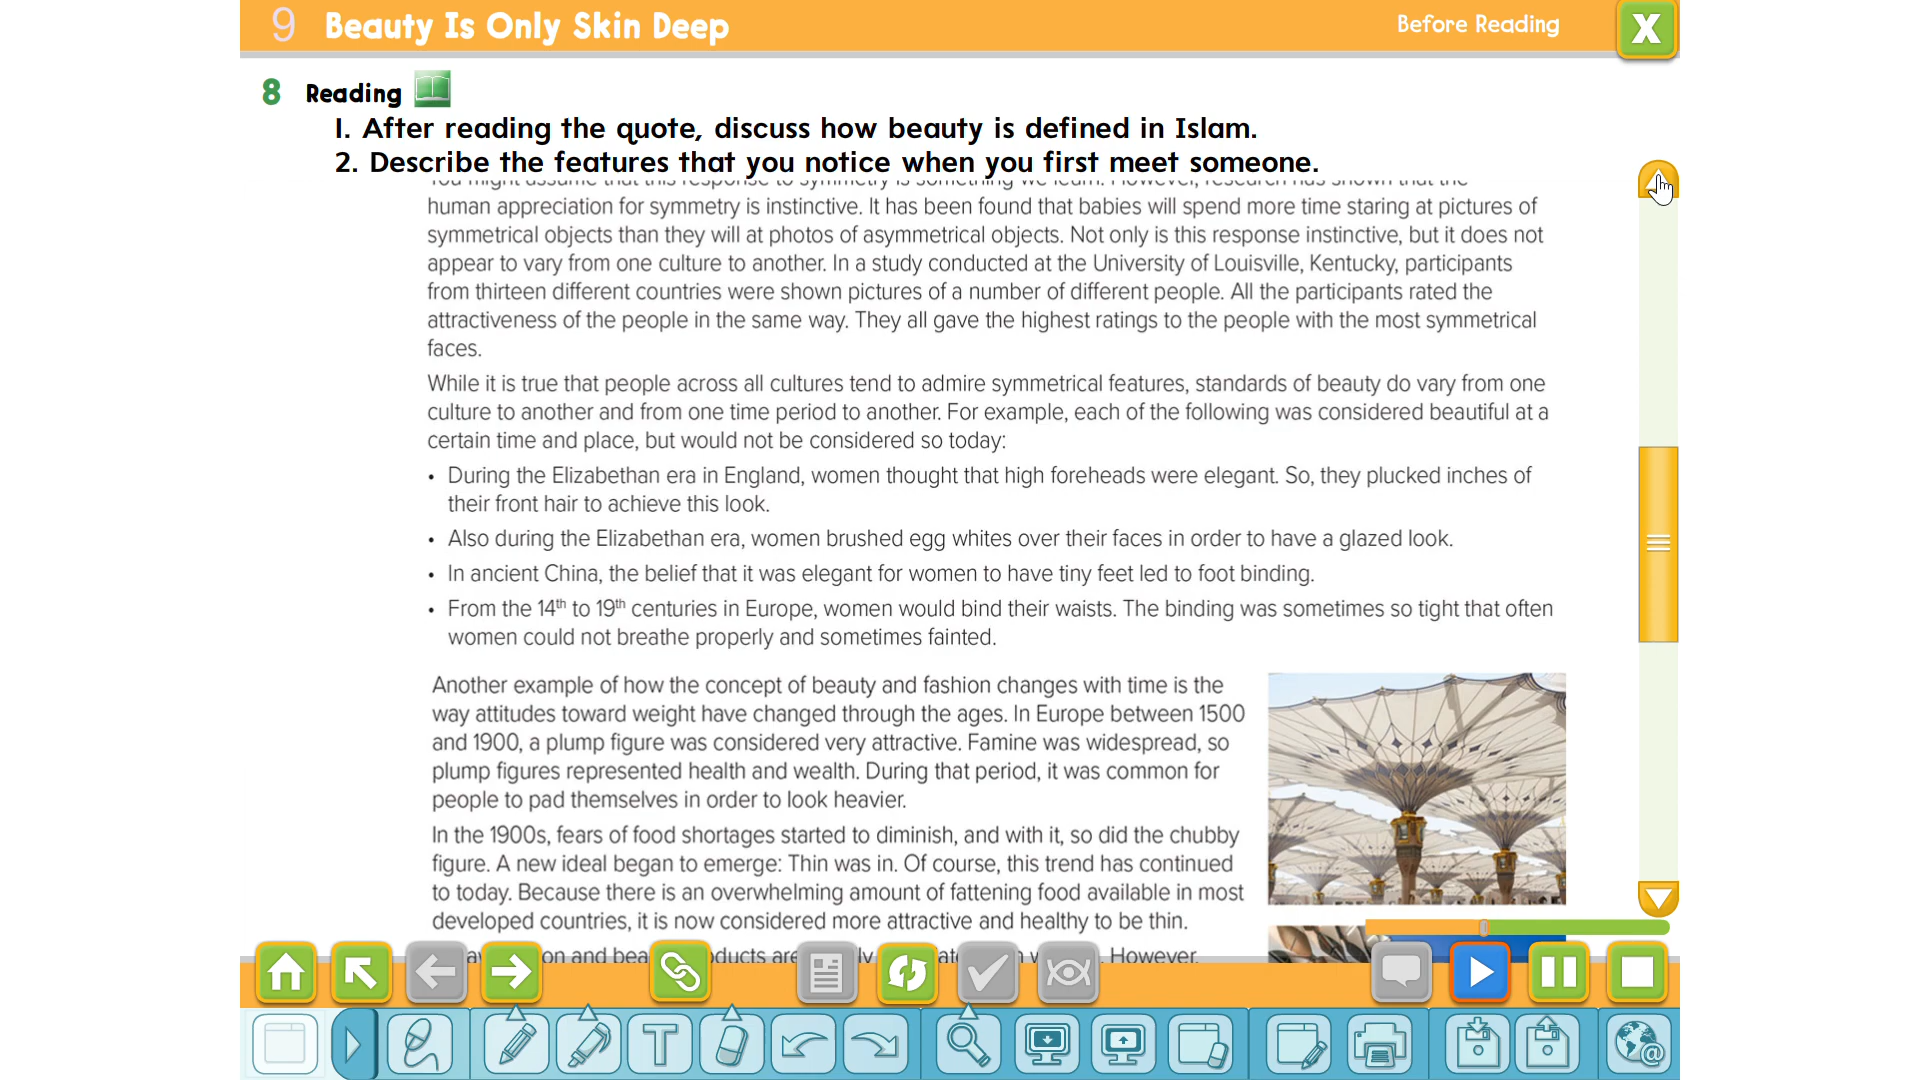 9 Beauty Is Only Skin Deep
Before Reading
X
8 Reading
1. After reading the quote, discuss how beauty is defined in Islam.
2. Describe the features that you notice when you first meet someone.
You might assume that this response to symmetry is something we learn. However, research has shown that the
human appreciation for symmetry is instinctive. It has been found that babies will spend more time staring at pictures of
symmetrical objects than they will at photos of asymmetrical objects. Not only is this response instinctive, but it does not
appear to vary from one culture to another. In a study conducted at the University of Louisville, Kentucky, participants
from thirteen different countries were shown pictures of a number of different people. All the participants rated the
attractiveness of the people in the same way. They all gave the highest ratings to the people with the most symmetrical
faces.
While it is true that people across all cultures tend to admire symmetrical features, standards of beauty do vary from one
culture to another and from one time period to another. For example, each of the following was considered beautiful at a
certain time and place, but would not be considered so today:
• During the Elizabethan era in England, women thought that high foreheads were elegant. So, they plucked inches of
their front hair to achieve this look.
• Also during the Elizabethan era, women brushed egg whites over their faces in order to have a glazed look.
• In ancient China, the belief that it was elegant for women to have tiny feet led to foot binding.
• From the 14th to 19th centuries in Europe, women would bind their waists. The binding was sometimes so tight that often
women could not breathe properly and sometimes fainted.
Another example of how the concept of beauty and fashion changes with time is the
way attitudes toward weight have changed through the ages. In Europe between 1500
and 1900, a plump figure was considered very attractive. Famine was widespread, so
plump figures represented health and wealth. During that period, it was common for
people to pad themselves in order to look heavier.
In the 1900s, fears of food shortages started to diminish, and with it, so did the chubby
figure. A new ideal began to emerge: Thin was in. Of course, this trend has continued
to today. Because there is an overwhelming amount of fattening food available in most
developed countries, it is now considered more attractive and healthy to be thin.
and However,
T
@